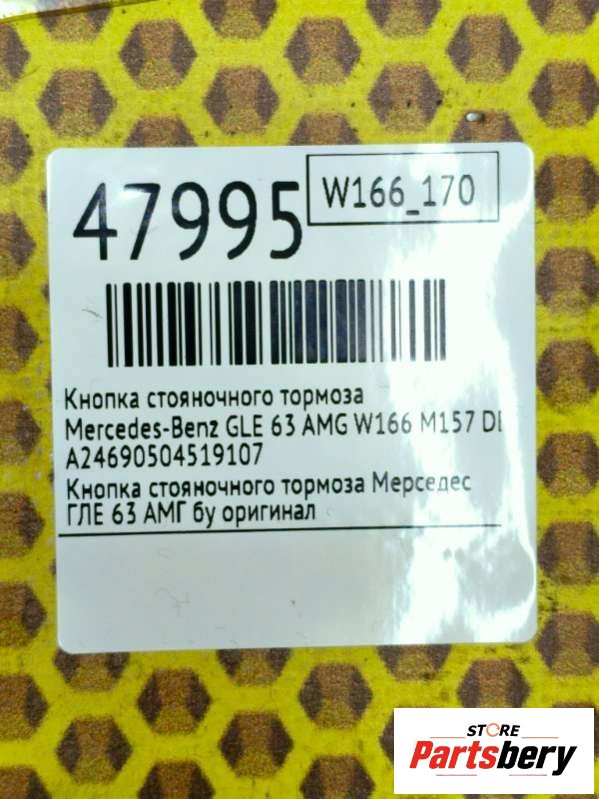 47995
W166_170
Кнопка стояночного тормоза
Mercedes-Benz GLE 63 AMG W166 M157 DE
A24690504519107
Кнопка стояночного тормоза Мерседес
ГЛЕ 63 АМГ бу оригинал
STORE
Partsbery